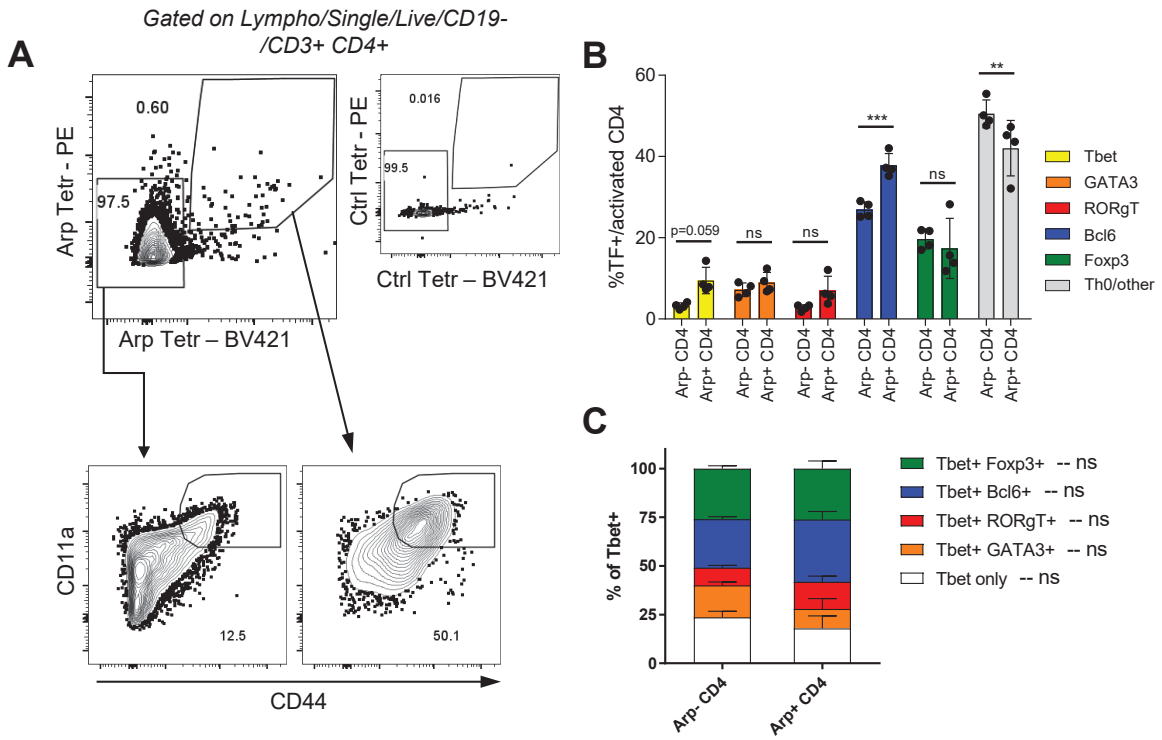 Gated on Lympho/Single/Live/CD19-
/CD3+ CD4+
A
0.60
97.5
Arp Tetr - PE
Arp Tetr – BV421
0.016
99.5
Ctrl Tetr - PE
Ctrl Tetr – BV421
CD11a
12.5
50.1
CD44
B
%TF+/activated CD4
60
40
20
0
p=0.059
ns
ns
***
ns
**
Arp- CD4
Arp+ CD4
Arp- CD4
Arp+ CD4
Arp- CD4
Arp+ CD4
Arp- CD4
Arp+ CD4
Arp- CD4
Arp+ CD4
Arp- CD4
Arp+ CD4
Tbet
GATA3
RORgT
Bcl6
Foxp3
Th0/other
C
% of Tbet+
100
75
50
25
0
Arp- CD4
Arp+ CD4
Tbet+ Foxp3+ -- ns
Tbet+ Bcl6+ -- ns
Tbet+ RORgT+ -- ns
Tbet+ GATA3+ -- ns
Tbet only -- ns